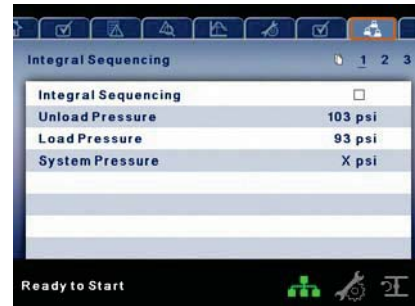 Integral Sequencing 1 2 3
Integral Sequencing
Unload Pressure 103 psi
Load Pressure 93 psi
System Pressure X psi
Ready to Start